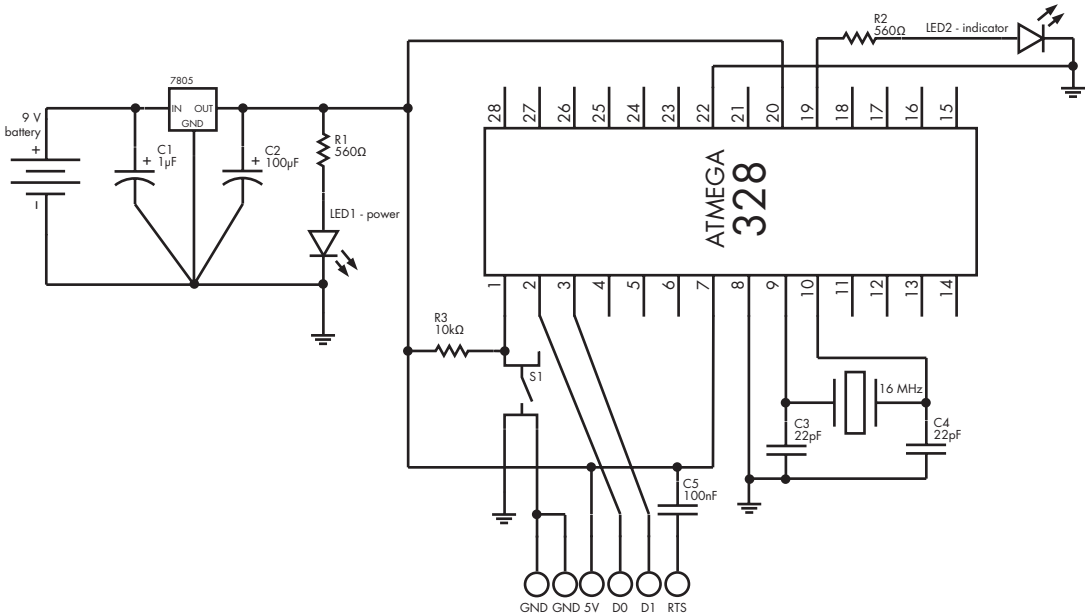 R2
560Ω
LED2 - indicator
7805
IN OUT
GND
9 V
battery
+
–
C1
1µF
+
C2
100µF
+
R1
560Ω
LED1 - power
28 27 26 25 24 23 22 21 20 19 18 17 16 15
ATMEGA
328
1 2 3 4 5 6 7 8 9 10 11 12 13 14
R3
10kΩ
S1
16 MHz
C3
22pF
C4
22pF
C5
100nF
GND GND 5V D0 D1 RTS